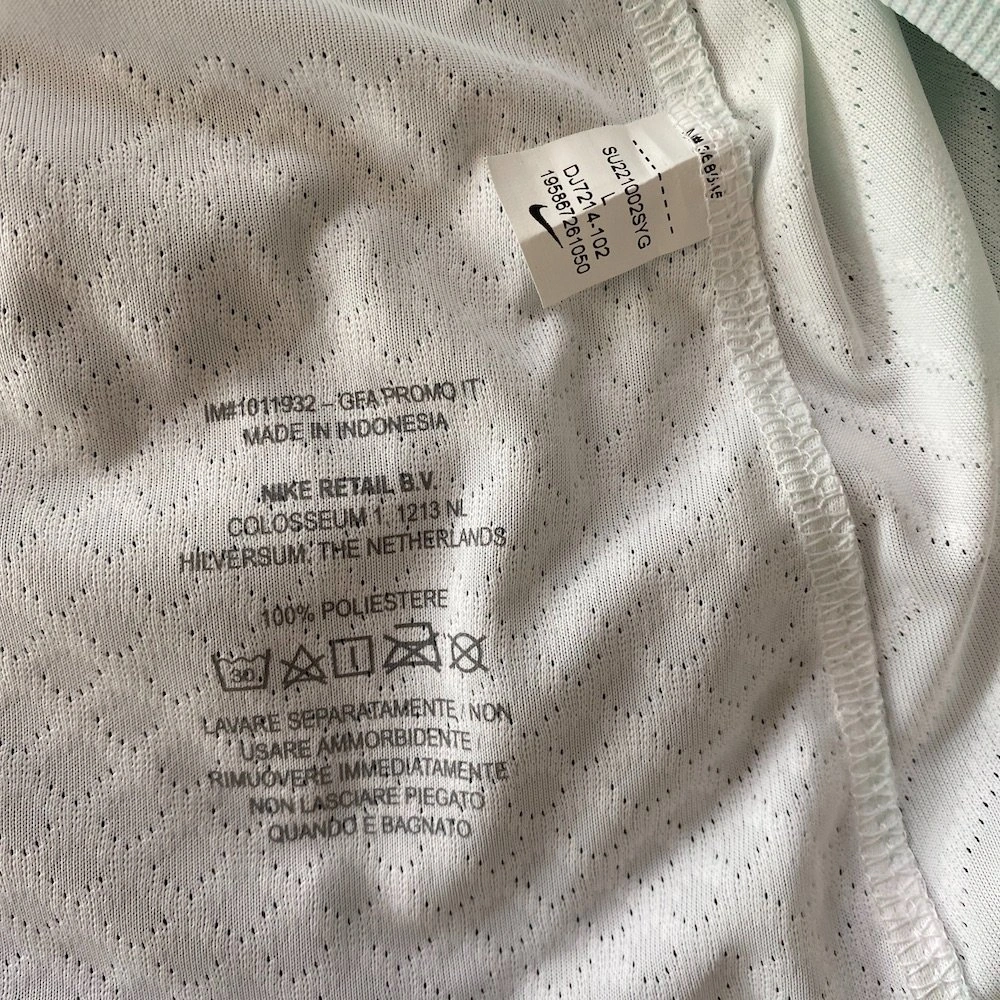 SU221002SYG
L
DJ7214-102
195867261050
IM#1011932 – GFA PROMO IT
MADE IN INDONESIA
NIKE RETAIL B.V.
COLOSSEUM 1, 1213 NL
HILVERSUM, THE NETHERLANDS
100% POLIESTERE
30
LAVARE SEPARATAMENTE / NON
USARE AMMORBIDENTE /
RIMUOVERE IMMEDIATAMENTE
NON LASCIARE PIEGATO
QUANDO E BAGNATO